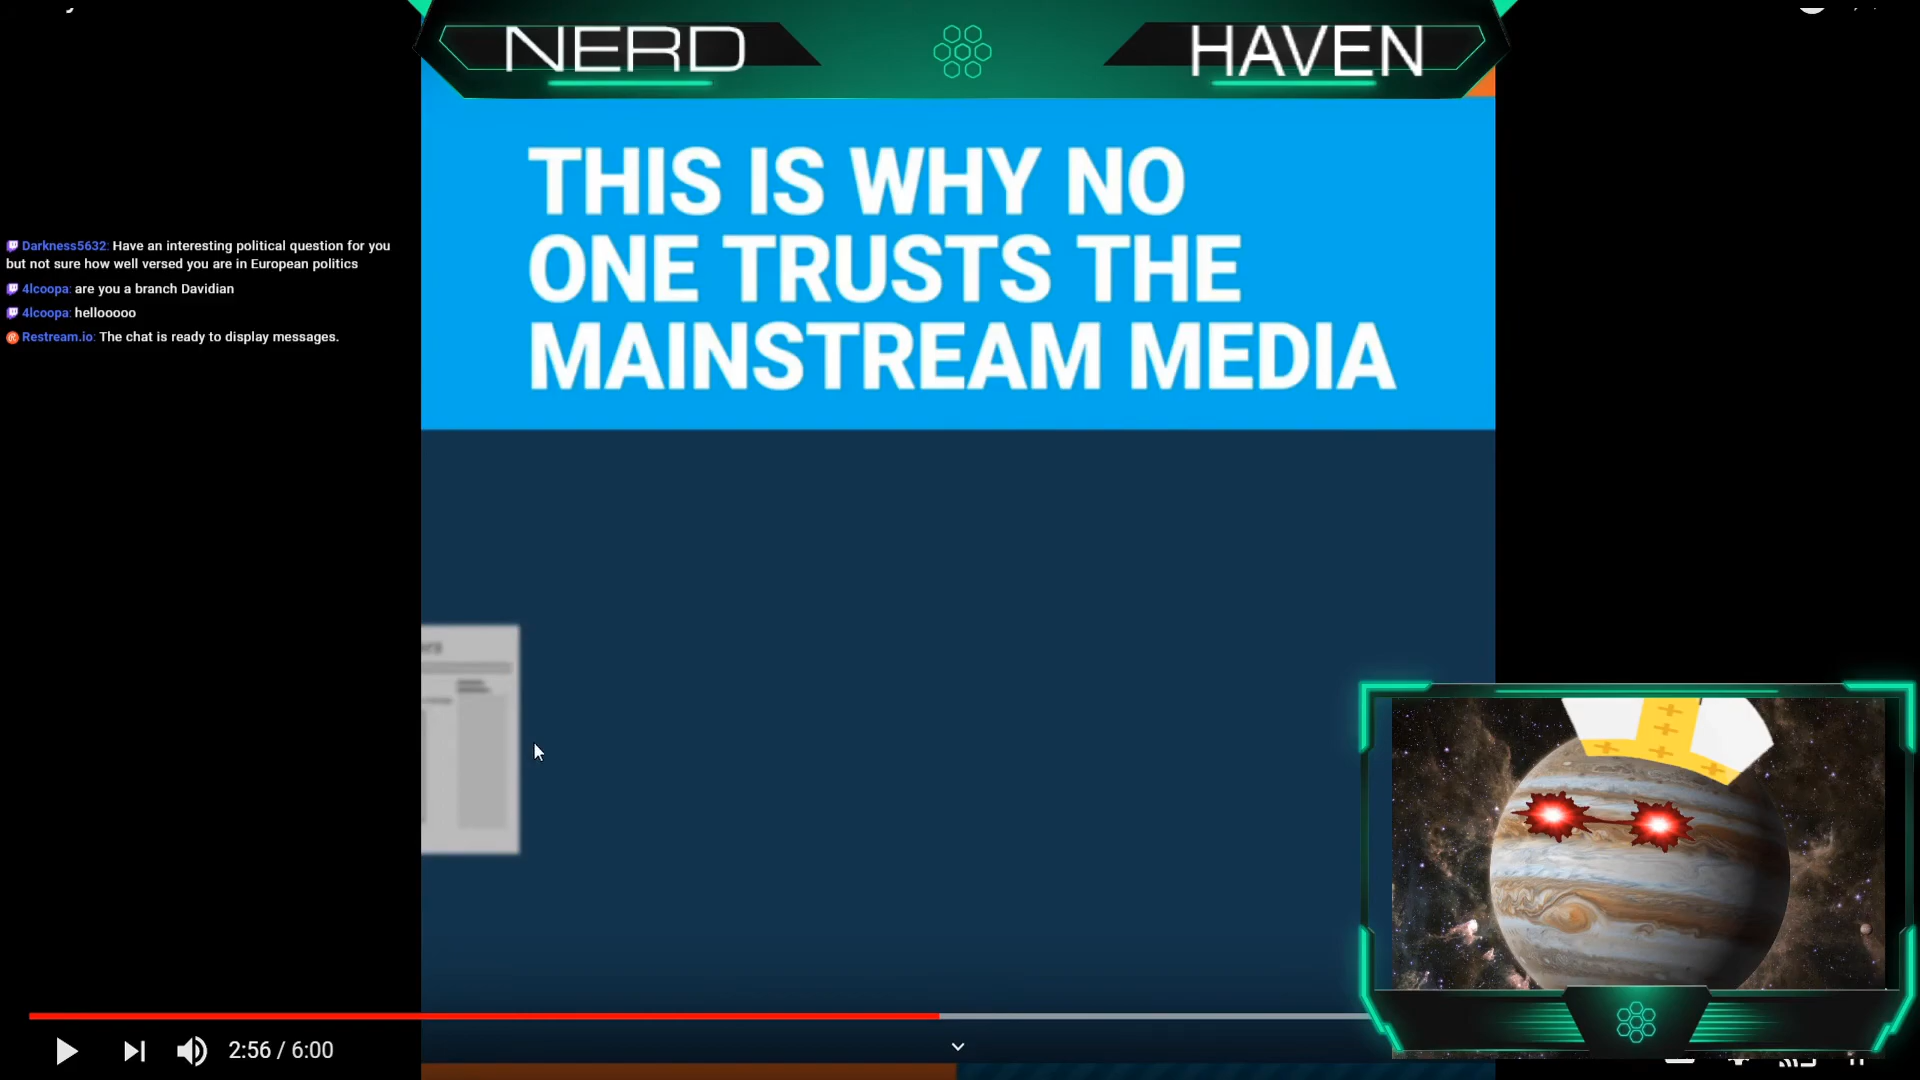 NERD HAVEN
THIS IS WHY NO
ONE TRUSTS THE
MAINSTREAM MEDIA
Darkness5632: Have an interesting political question for you
but not sure how well versed you are in European politics
4lcoopa: are you a branch Davidian
4lcoopa: hellooooo
Restream.io: The chat is ready to display messages.
2:56 / 6:00